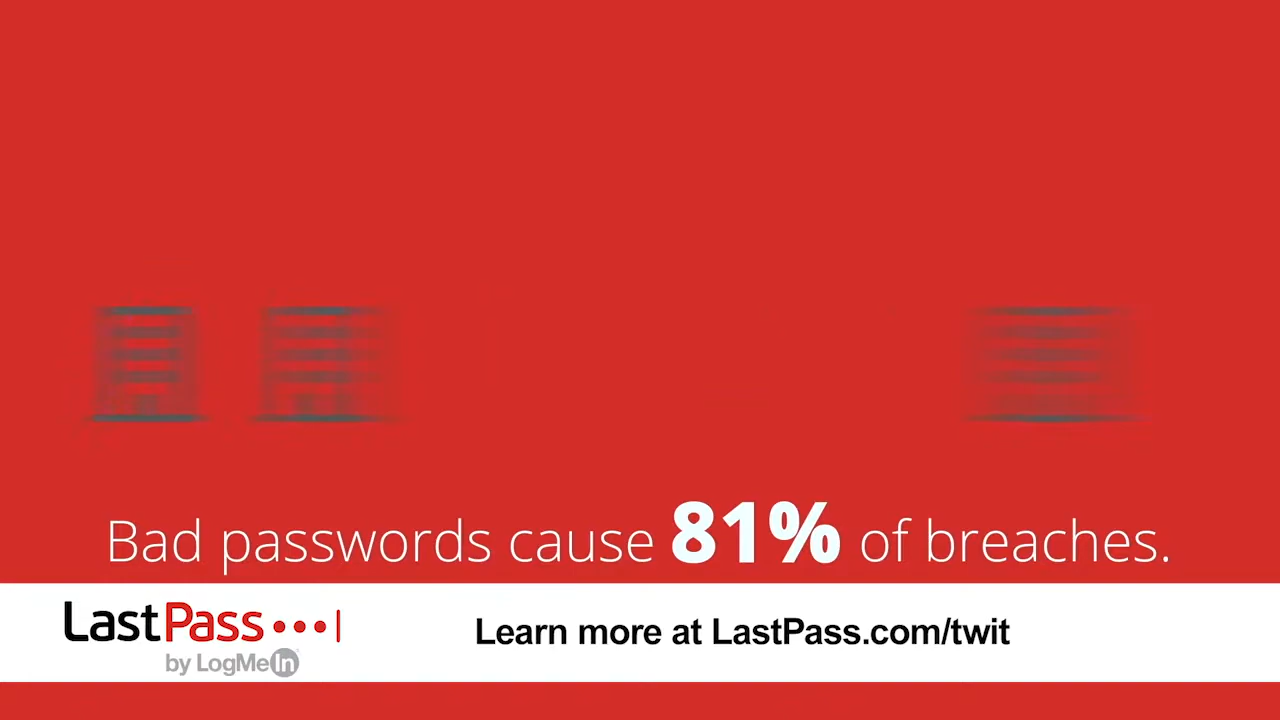 Bad passwords cause 81% of breaches.
LastPass •••|
by LogMeIn
Learn more at LastPass.com/twit